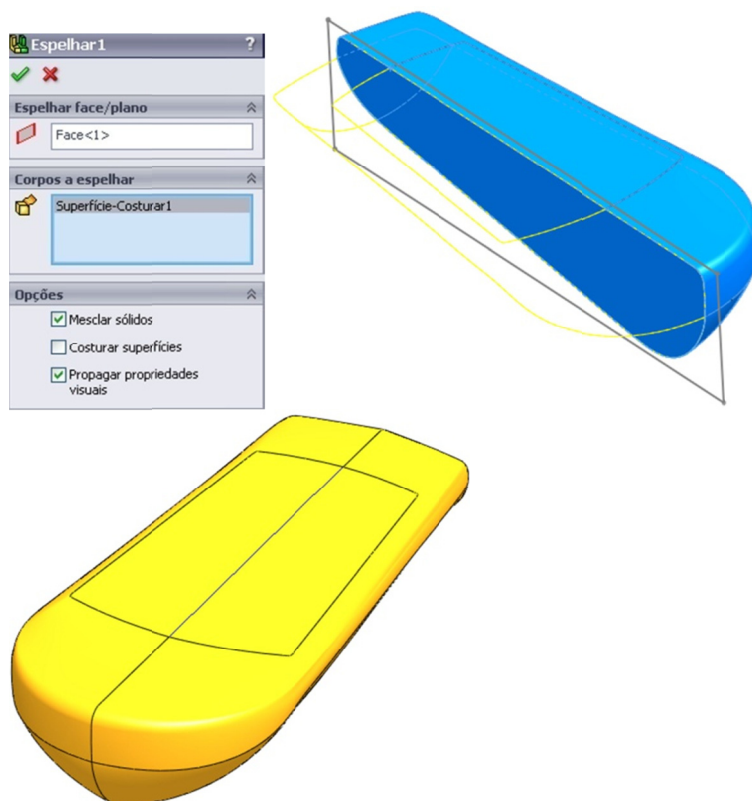 Espelhar1 ?
Espelhar face/plano
Face<1>
Corpos a espelhar
Superfície-Costurar1
Opções
Mesclar sólidos
Costurar superfícies
Propagar propriedades
visuais